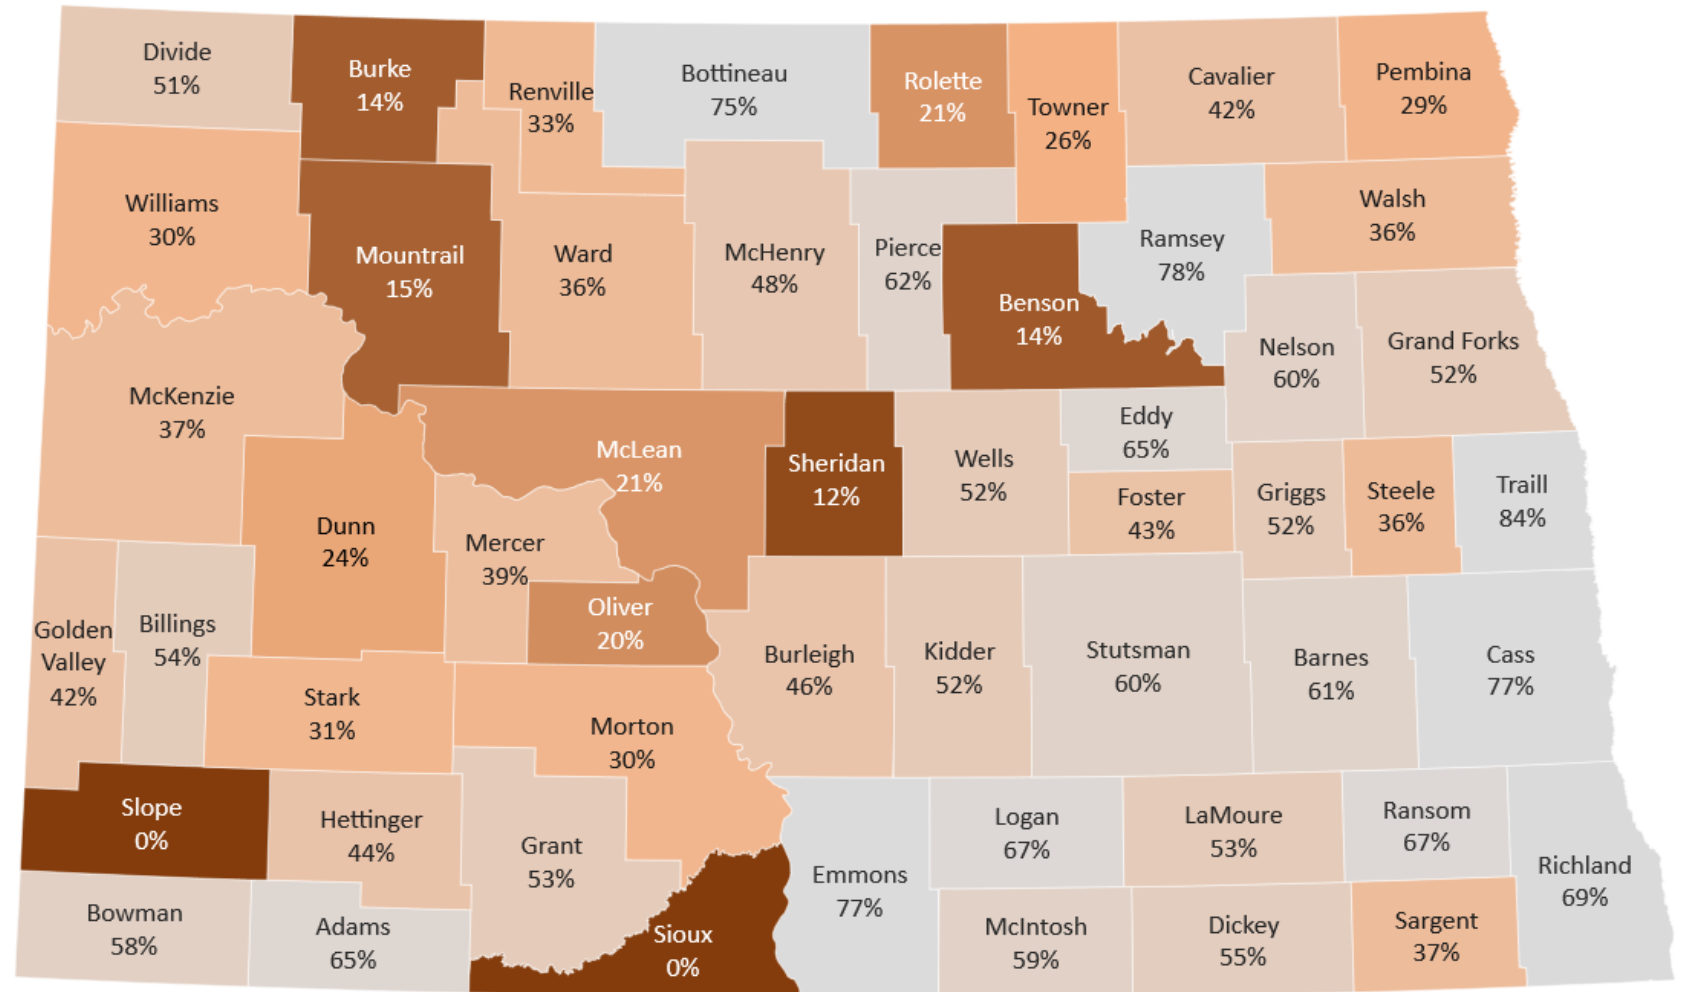 Divide
51%
Burke
14%
Renville
33%
Bottineau
75%
Rolette
21%
Towner
26%
Cavalier
42%
Pembina
29%
Williams
30%
Mountrail
15%
Ward
36%
McHenry
48%
Pierce
62%
Benson
14%
Ramsey
78%
Walsh
36%
Nelson
60%
Grand Forks
52%
McKenzie
37%
Dunn
24%
McLean
21%
Mercer
39%
Oliver
20%
Sheridan
12%
Wells
52%
Eddy
65%
Foster
43%
Griggs
52%
Steele
36%
Traill
84%
Golden
Valley
42%
Billings
54%
Stark
31%
Morton
30%
Burleigh
46%
Kidder
52%
Stutsman
60%
Barnes
61%
Cass
77%
Slope
0%
Hettinger
44%
Grant
53%
Bowman
58%
Adams
65%
Sioux
0%
Emmons
77%
Logan
67%
LaMoure
53%
Ransom
67%
Richland
69%
McIntosh
59%
Dickey
55%
Sargent
37%